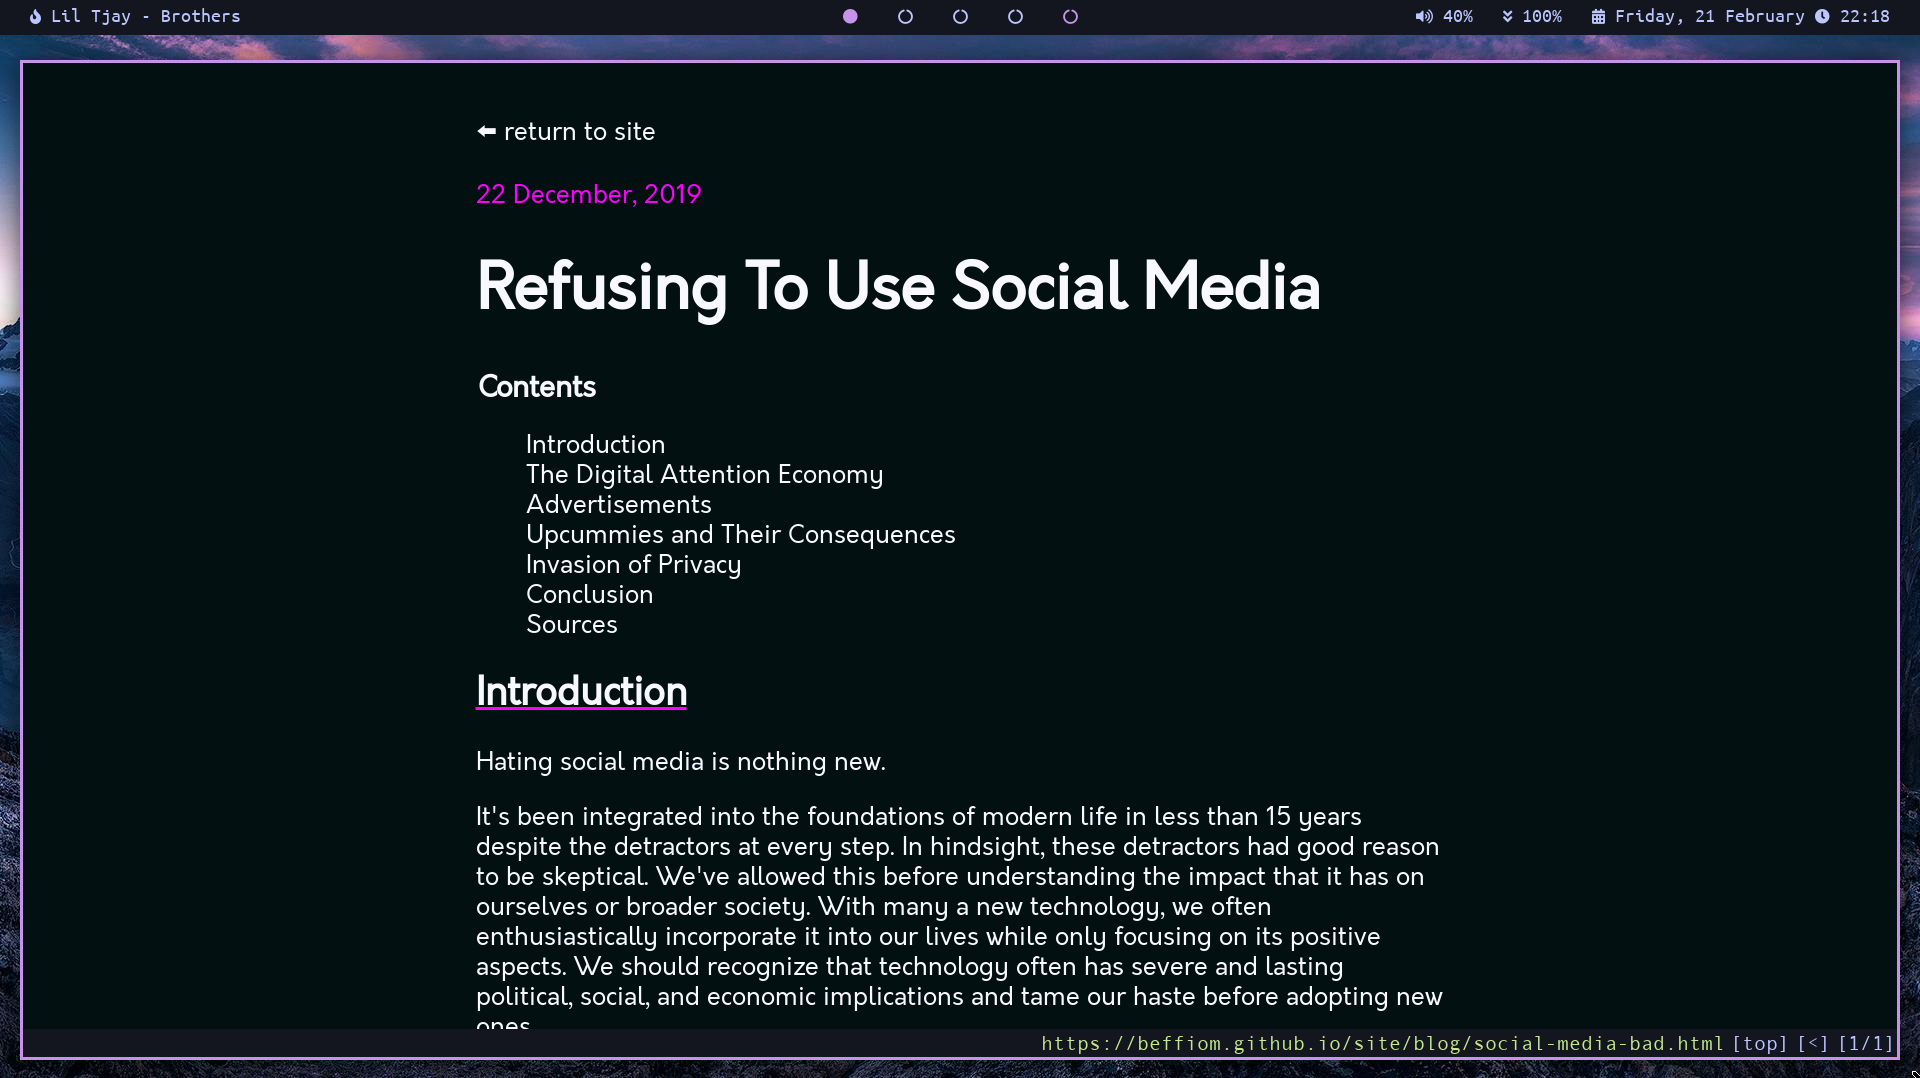 Lil Tjay - Brothers
40% 100% Friday, 21 February 22:18
return to site
22 December, 2019
Refusing To Use Social Media
Contents
Introduction
The Digital Attention Economy
Advertisements
Upcummies and Their Consequences
Invasion of Privacy
Conclusion
Sources
Introduction
Hating social media is nothing new.
It's been integrated into the foundations of modern life in less than 15 years
despite the detractors at every step. In hindsight, these detractors had good reason
to be skeptical. We've allowed this before understanding the impact that it has on
ourselves or broader society. With many a new technology, we often
enthusiastically incorporate it into our lives while only focusing on its positive
aspects. We should recognize that technology often has severe and lasting
political, social, and economic implications and tame our haste before adopting new
ones.
https://beffiom.github.io/site/blog/social-media-bad.html [top] [<] [1/1]